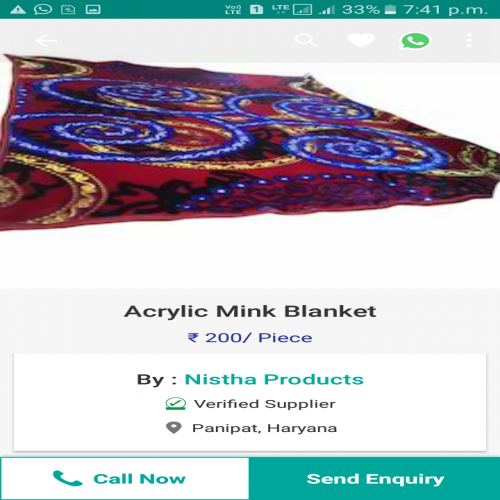 Vo)) LTE 1 LTE 33% 7:41 p.m.
Acrylic Mink Blanket
₹ 200/ Piece
By : Nistha Products
Verified Supplier
Panipat, Haryana
Call Now Send Enquiry